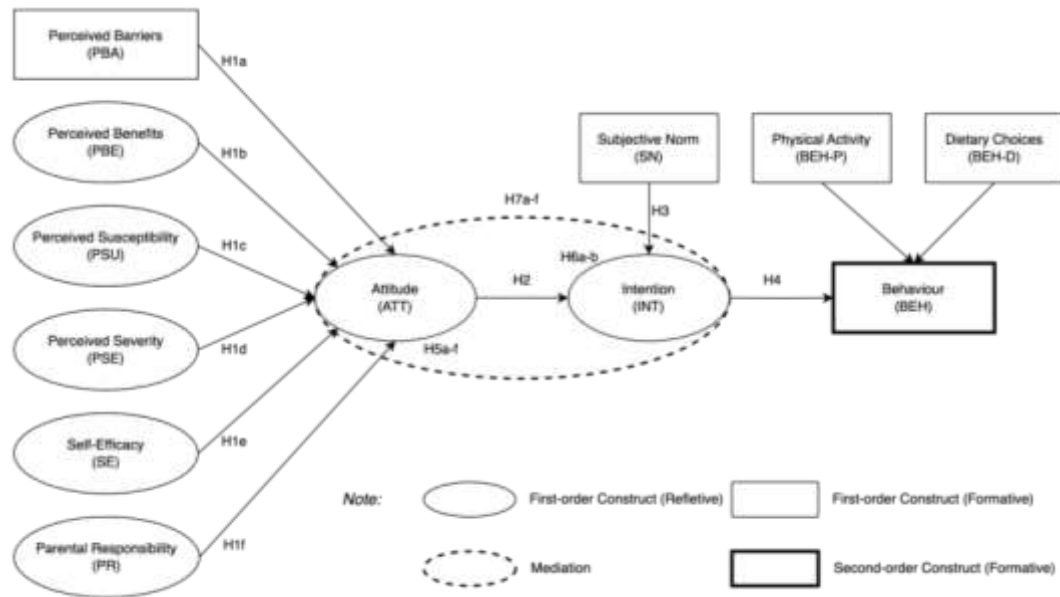 Perceived Barriers
(PBA)
H1a
Perceived Benefits
(PBE)
H1b
Perceived Susceptibility
(PSU)
H1c
Perceived Severity
(PSE)
H1d
Self-Efficacy
(SE)
H1e
Parental Responsibility
(PR)
H1f
Attitude
(ATT)
H5a-f
H2
H7a-f
H6a-b
Subjective Norm
(SN)
H3
Intention
(INT)
H4
Physical Activity
(BEH-P)
Dietary Choices
(BEH-D)
Behaviour
(BEH)
Note:
First-order Construct (Refletive)
First-order Construct (Formative)
Mediation
Second-order Construct (Formative)